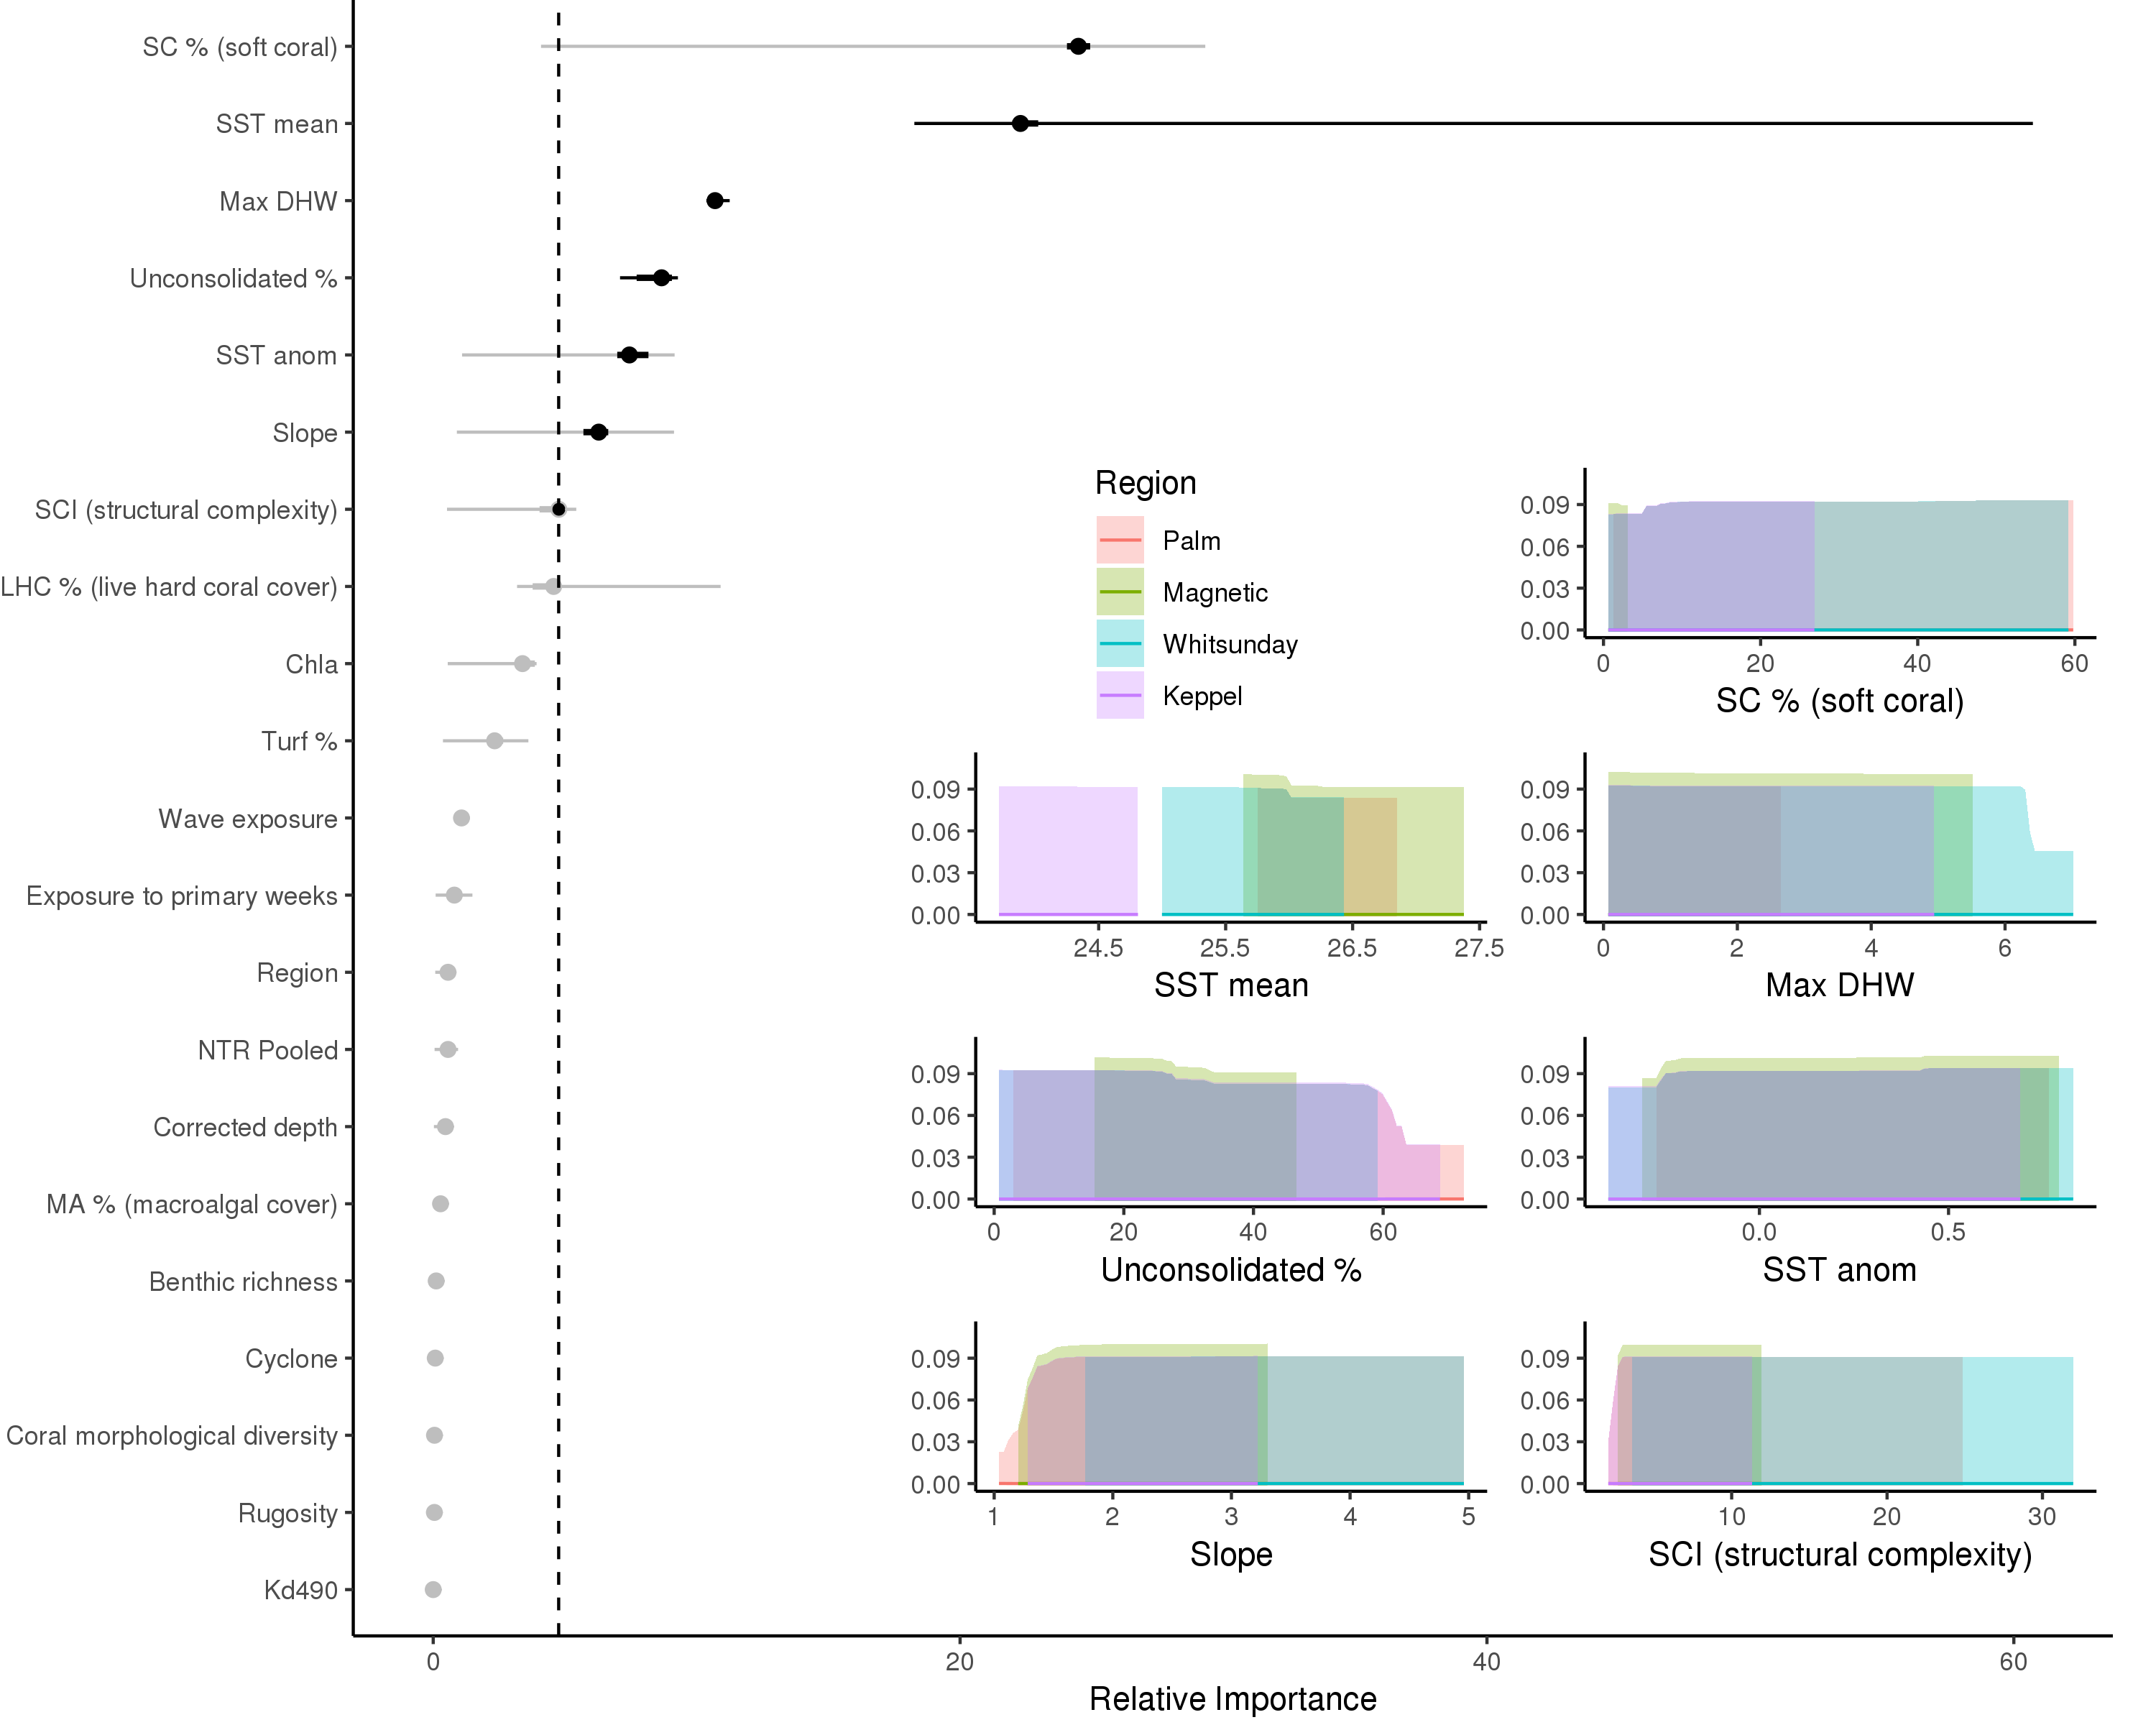 SC % (soft coral)
SST mean
Max DHW
Unconsolidated %
SST anom
Slope
SCI (structural complexity)
LHC % (live hard coral cover)
Chla
Turf %
Wave exposure
Exposure to primary weeks
Region
NTR Pooled
Corrected depth
MA % (macroalgal cover)
Benthic richness
Cyclone
Coral morphological diversity
Rugosity
Kd490
0 20 40 60
Relative Importance
Region
Palm
Magnetic
Whitsunday
Keppel
0.09
0.06
0.03
0.00
0 20 40 60
SC % (soft coral)
0.09
0.06
0.03
0.00
24.5 25.5 26.5 27.5
SST mean
0.09
0.06
0.03
0.00
0 2 4 6
Max DHW
0.09
0.06
0.03
0.00
0 20 40 60
Unconsolidated %
0.09
0.06
0.03
0.00
0.0 0.5
SST anom
0.09
0.06
0.03
0.00
1 2 3 4 5
Slope
0.09
0.06
0.03
0.00
10 20 30
SCI (structural complexity)